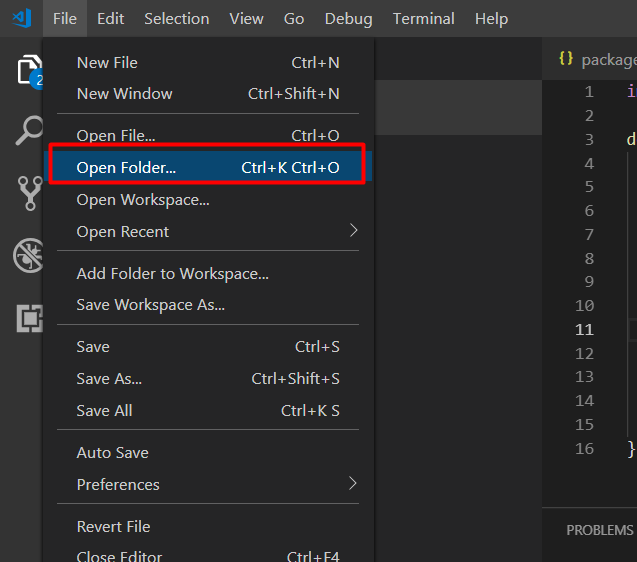 File Edit Selection View Go Debug Terminal Help
2
New File Ctrl+N
New Window Ctrl+Shift+N
Open File... Ctrl+O
Open Folder... Ctrl+K Ctrl+O
Open Workspace...
Open Recent
Add Folder to Workspace...
Save Workspace As...
Save Ctrl+S
Save As... Ctrl+Shift+S
Save All Ctrl+K S
Auto Save
Preferences
Revert File
Close Editor Ctrl+F4
{} package
1 i
2
3 d
4
5
6
7
8
9
10
11
12
13
14
15
16 }
PROBLEMS